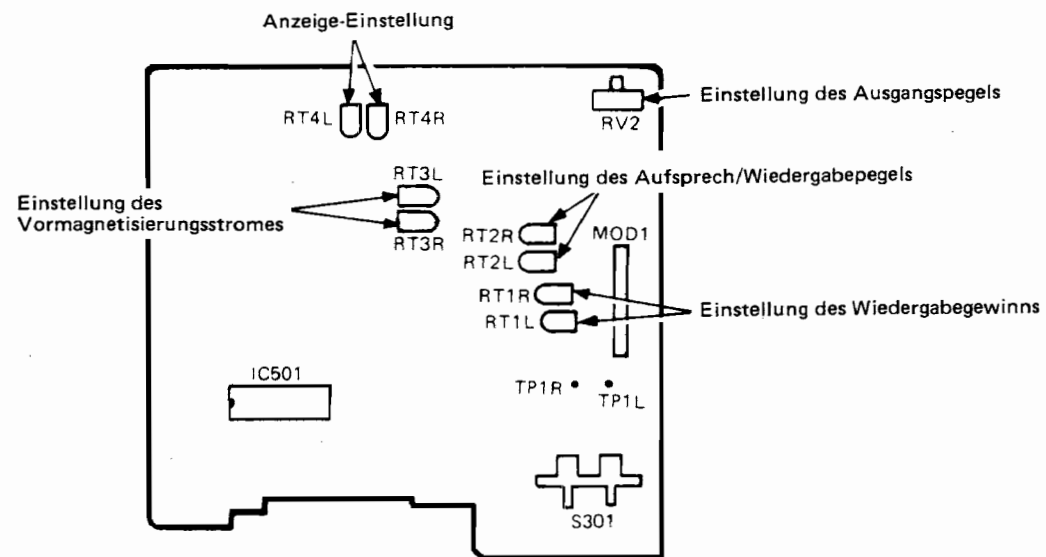 Anzeige-Einstellung
RT4L
RT4R
Einstellung des Ausgangspegels
RV2
RT3L
Einstellung des Aufsprech/Wiedergabepegels
Einstellung des
Vormagnetisierungsstromes
RT3R
RT2R
MOD1
RT2L
RT1R
Einstellung des Wiedergabegewinns
RT1L
IC501
TP1R
TP1L
S301